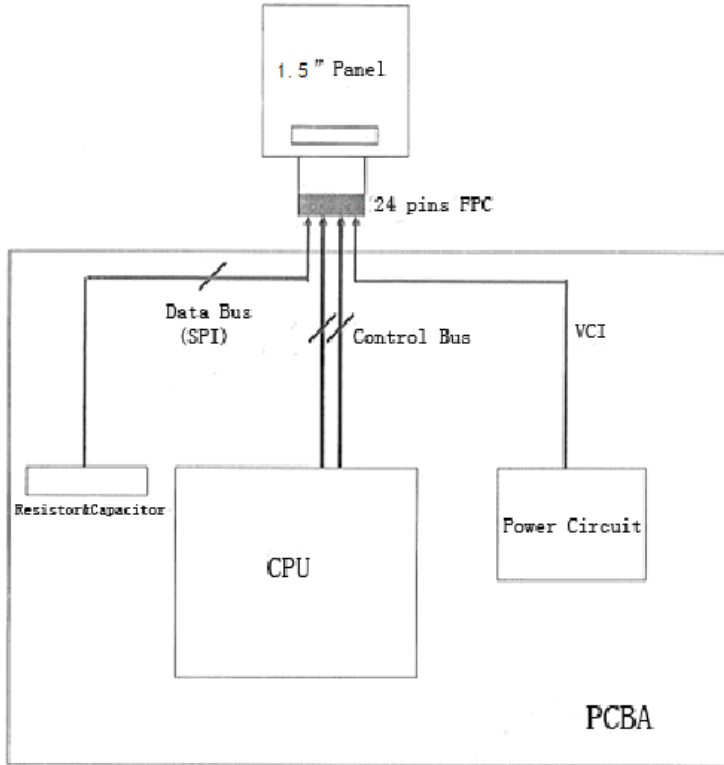 1.5” Panel
24 pins FPC
Data Bus
(SPI)
Control Bus
VCI
Resistor&Capacitor
CPU
Power Circuit
PCBA